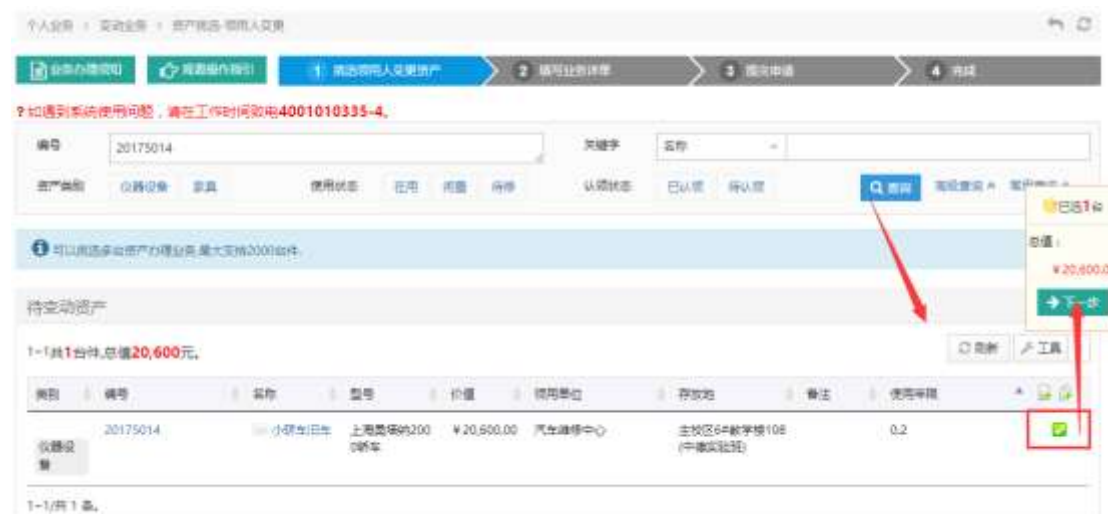 个人业务 › 变动业务 › 资产挑选-领用人变更
业务办理须知 观看操作指引 1 挑选领用人变更资产 2 填写业务详单 3 提交申请 4 完成
?如遇到系统使用问题，请在工作时间致电4001010335-4。
编号 20175014 关键字 名称
资产类别 仪器设备 家具 使用状态 在用 闲置 待修 认领状态 已认领 待认领 查询 高级查询
已选1台
总值：
￥20,600.0
下一步
可以挑选多台资产办理业务,最大支持2000台件.
待变动资产
1-1共1台件,总值20,600元。 刷新 工具
类别 编号 名称 型号 价值 领用单位 存放地 备注 使用年限
仪器设备 20175014 小轿车旧车 上海桑塔纳2000轿车 ￥20,600.00 汽车维修中心 主校区6#教学楼108(中德实验班) 0.2
1-1/共 1 条。